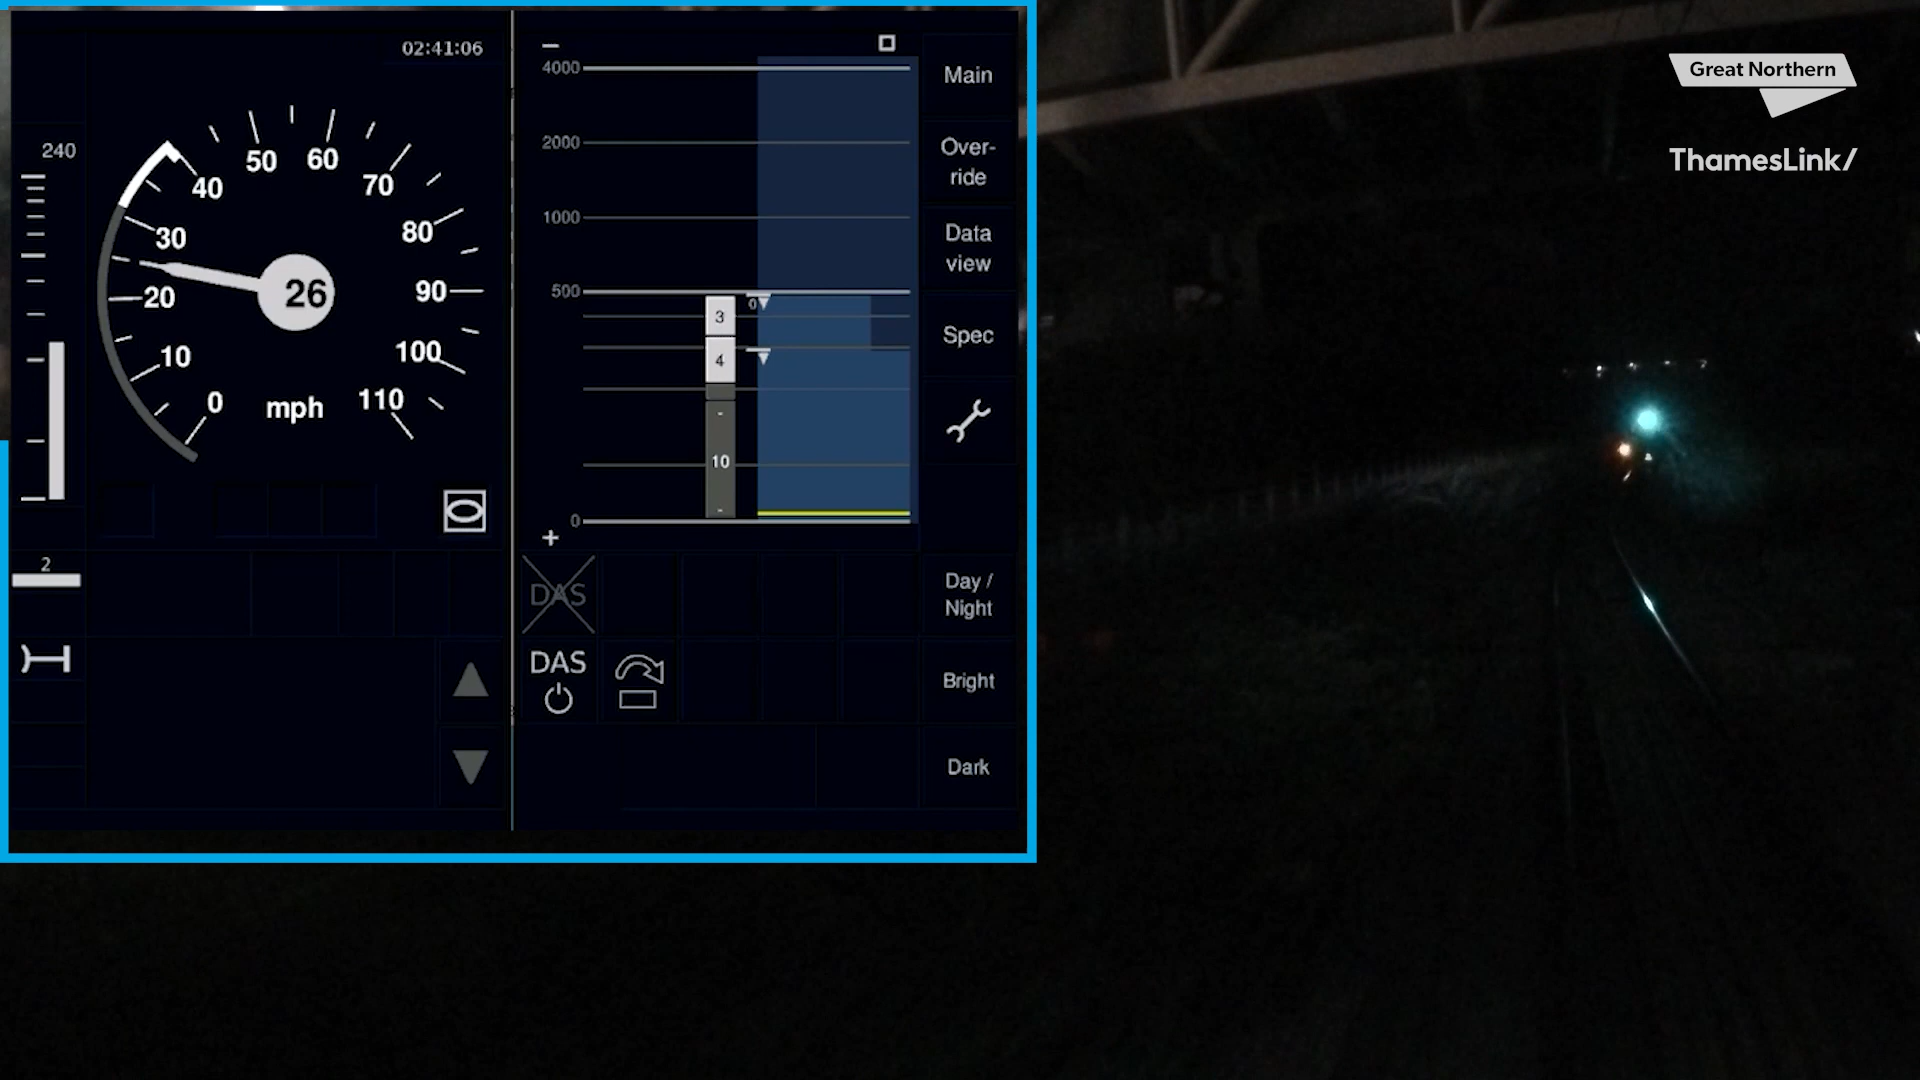 02:41:06
240
0
10
20
30
40
50
60
70
80
90
100
110
26
mph
2
4000
2000
1000
500
0
0
3
4
10
DAS
DAS
Main
Over-
ride
Data
view
Spec
Day /
Night
Bright
Dark
Great Northern
ThamesLink/